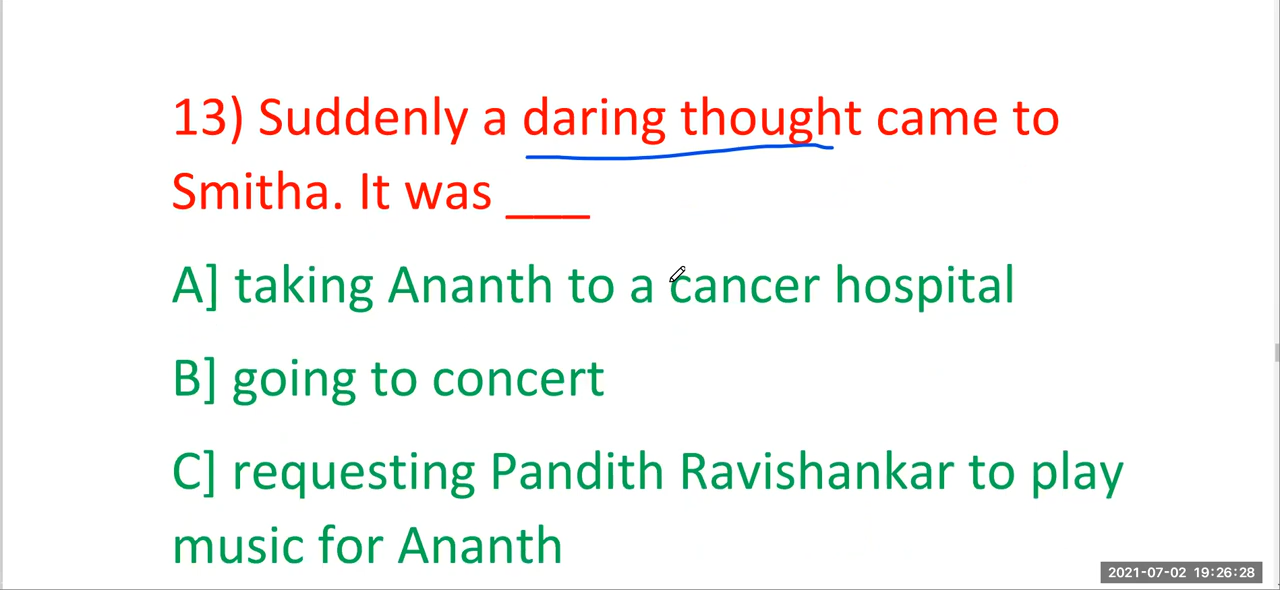 13) Suddenly a daring thought came to
Smitha. It was ___
A] taking Ananth to a cancer hospital
B] going to concert
C] requesting Pandith Ravishankar to play
music for Ananth
2021-07-02 19:26:28